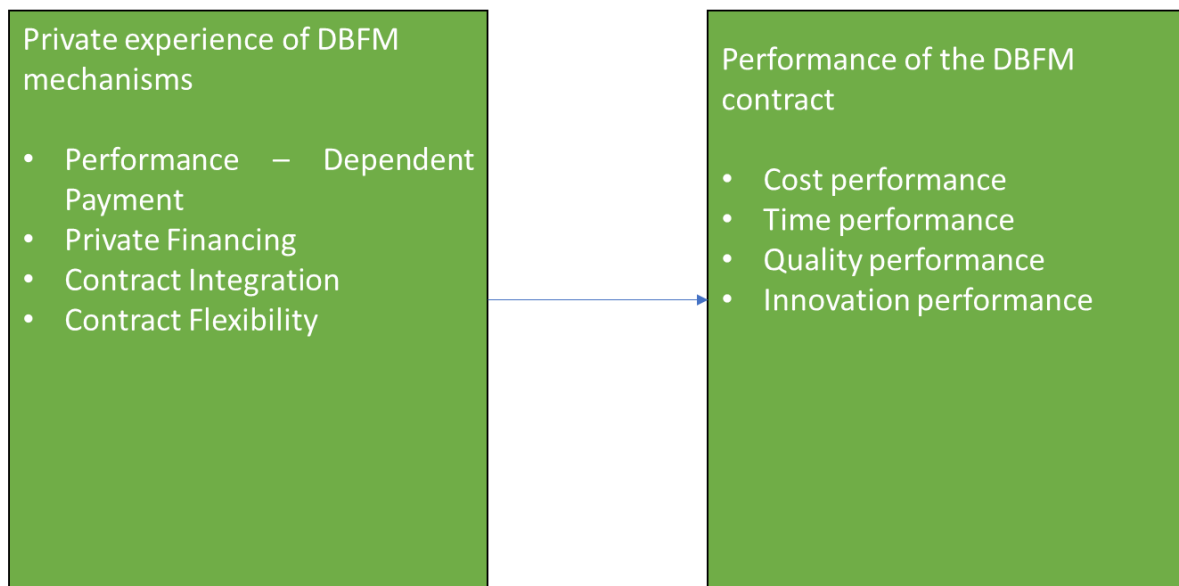 Private experience of DBFM
mechanisms
• Performance – Dependent
Payment
• Private Financing
• Contract Integration
• Contract Flexibility
Performance of the DBFM
contract
• Cost performance
• Time performance
• Quality performance
• Innovation performance